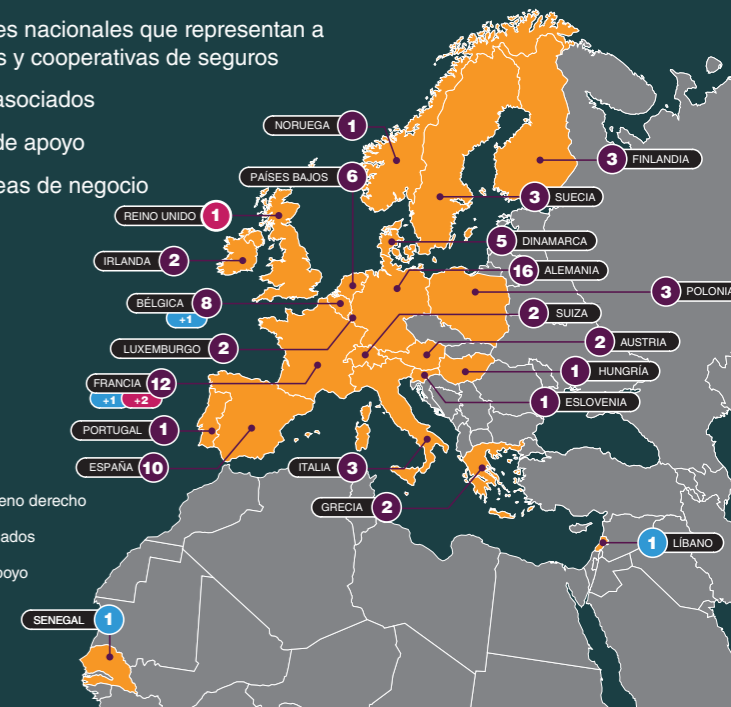 es nacionales que representan a
s y cooperativas de seguros
asociados
de apoyo
eas de negocio
NORUEGA 1
PAÍSES BAJOS 6
3 FINLANDIA
3 SUECIA
REINO UNIDO 1
5 DINAMARCA
IRLANDA 2
16 ALEMANIA
3 POLONIA
BÉLGICA 8
+1
2 SUIZA
LUXEMBURGO 2
2 AUSTRIA
1 HUNGRÍA
FRANCIA 12
+1 +2
1 ESLOVENIA
PORTUGAL 1
ESPAÑA 10
ITALIA 3
eno derecho
GRECIA 2
ados
1 LÍBANO
poyo
SENEGAL 1